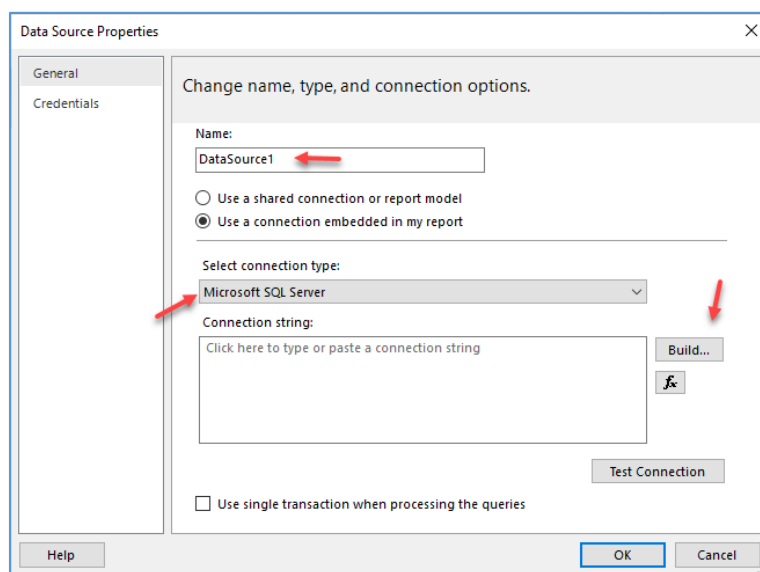 Data Source Properties
General
Credentials
Change name, type, and connection options.
Name:
DataSource1
Use a shared connection or report model
Use a connection embedded in my report
Select connection type:
Microsoft SQL Server
Connection string:
Click here to type or paste a connection string
Build...
fx
Test Connection
Use single transaction when processing the queries
Help
OK
Cancel